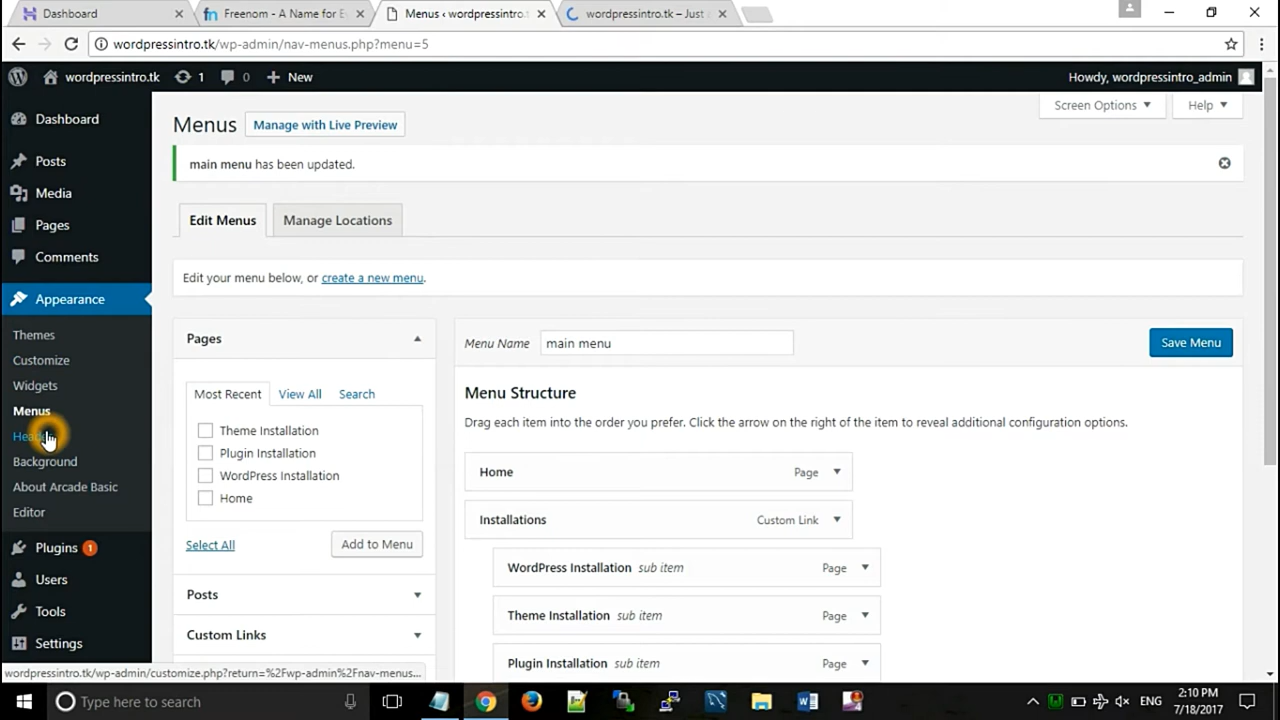 Dashboard
Freenom - A Name for E
Menus ‹ wordpressintro.t
wordpressintro.tk – Just a
wordpressintro.tk/wp-admin/nav-menus.php?menu=5
wordpressintro.tk 1 0 New
Howdy, wordpressintro_admin
Dashboard
Posts
Media
Pages
Comments
Appearance
Themes
Customize
Widgets
Menus
Header
Background
About Arcade Basic
Editor
Plugins 1
Users
Tools
Settings
Screen Options
Help
Menus Manage with Live Preview
main menu has been updated.
Edit Menus Manage Locations
Edit your menu below, or create a new menu.
Pages
Most Recent View All Search
Theme Installation
Plugin Installation
WordPress Installation
Home
Select All Add to Menu
Posts
Custom Links
Menu Name main menu Save Menu
Menu Structure
Drag each item into the order you prefer. Click the arrow on the right of the item to reveal additional configuration options.
Home Page
Installations Custom Link
WordPress Installation sub item Page
Theme Installation sub item Page
Plugin Installation sub item Page
wordpressintro.tk/wp-admin/customize.php?return=%2Fwp-admin%2Fnav-menus...
Type here to search
ENG
2:10 PM
7/18/2017